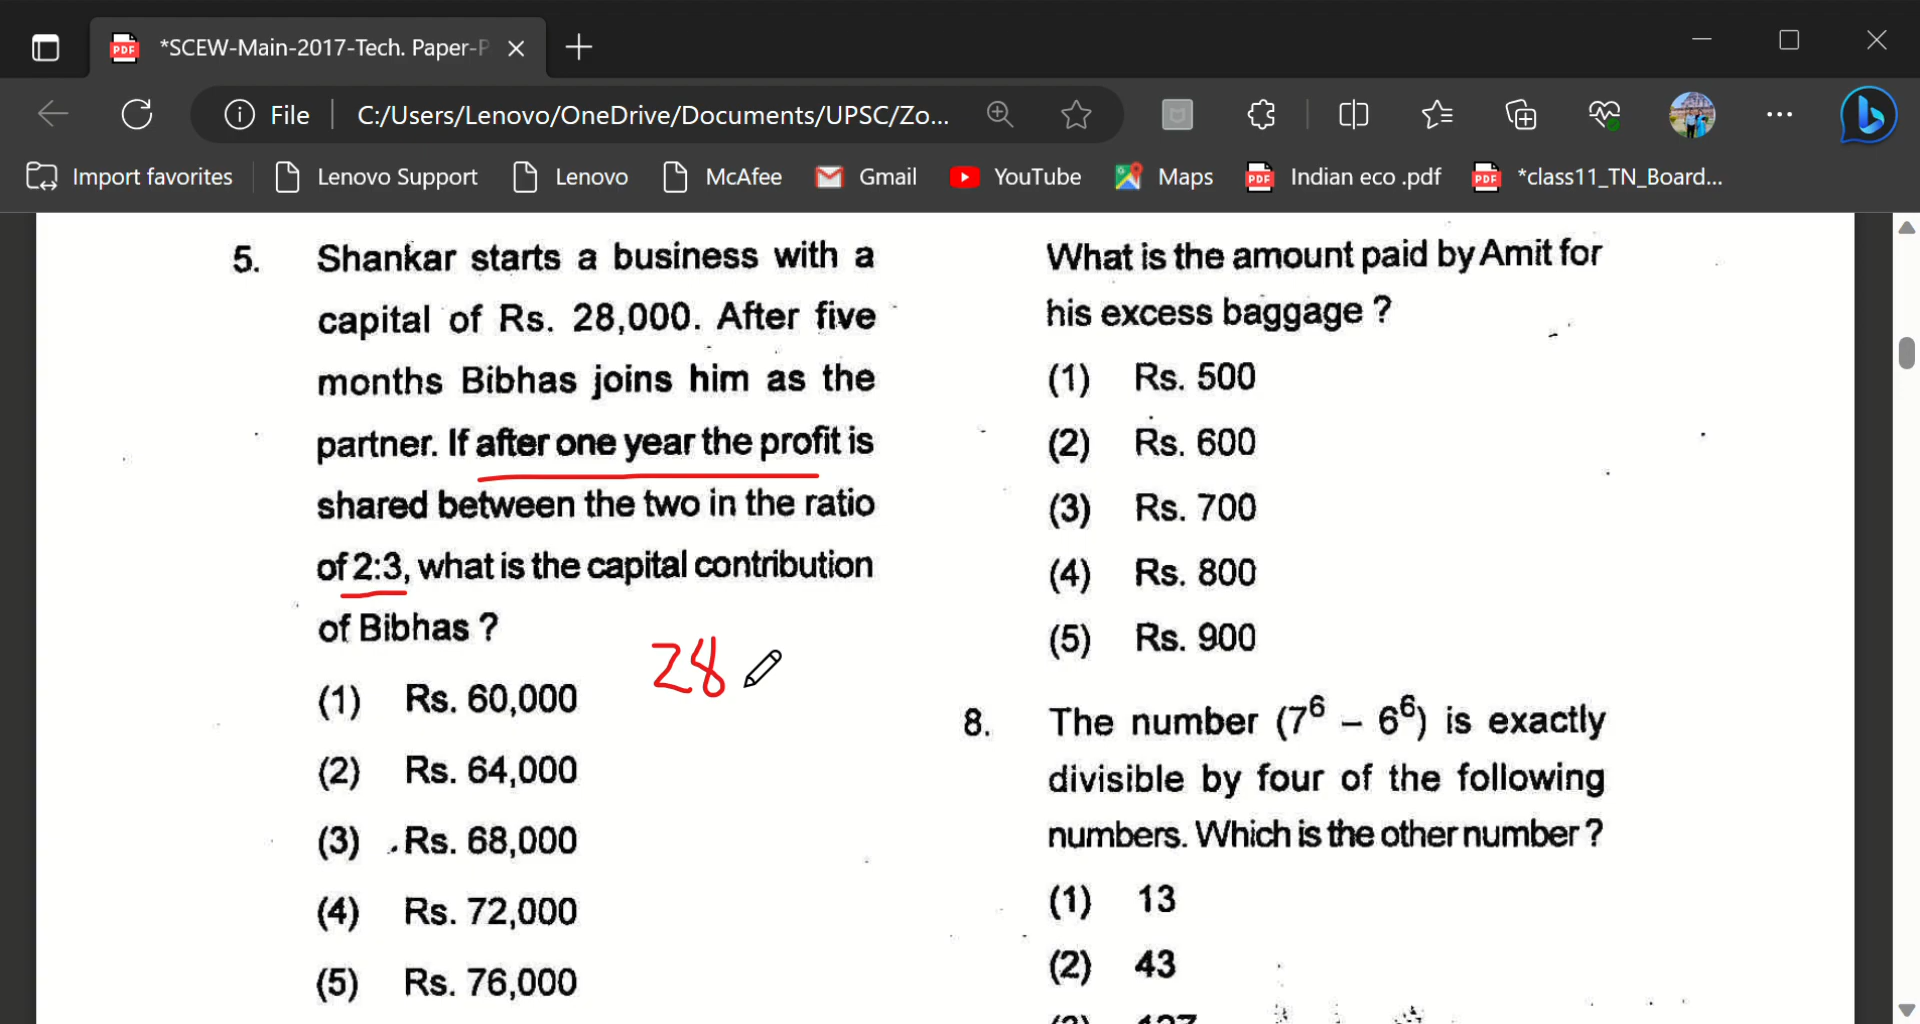 *SCEW-Main-2017-Tech. Paper-P
File
C:/Users/Lenovo/OneDrive/Documents/UPSC/Zo...
Import favorites
Lenovo Support
Lenovo
McAfee
Gmail
YouTube
Maps
Indian eco .pdf
*class11_TN_Board...
5. Shankar starts a business with a
capital of Rs. 28,000. After five
months Bibhas joins him as the
partner. If after one year the profit is
shared between the two in the ratio
of 2:3, what is the capital contribution
of Bibhas ?
28
(1) Rs. 60,000
(2) Rs. 64,000
(3) Rs. 68,000
(4) Rs. 72,000
(5) Rs. 76,000
What is the amount paid by Amit for
his excess baggage ?
(1) Rs. 500
(2) Rs. 600
(3) Rs. 700
(4) Rs. 800
(5) Rs. 900
8. The number (7⁶ – 6⁶) is exactly
divisible by four of the following
numbers. Which is the other number ?
(1) 13
(2) 43